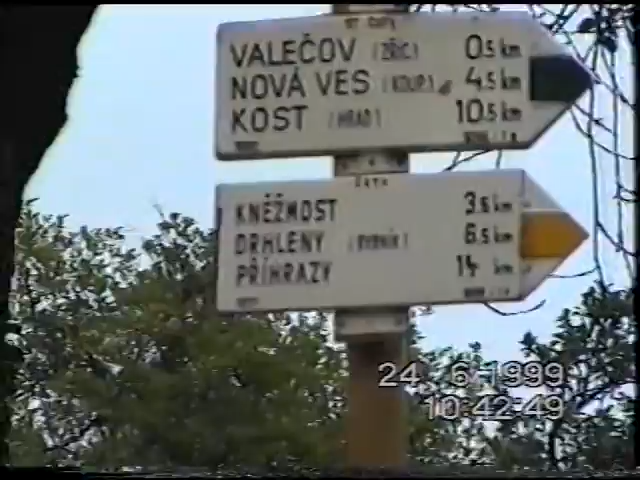 VALEČOV (ZŘÍC.) 0.5 km
NOVÁ VES (KOUP.) 4.5 km
KOST (HRAD) 10.5 km
KNĚŽMOST 3.5 km
DRHLENY (RYBNÍK) 6.5 km
PŘÍHRAZY 14 km
24. 6.1999
10:42:49